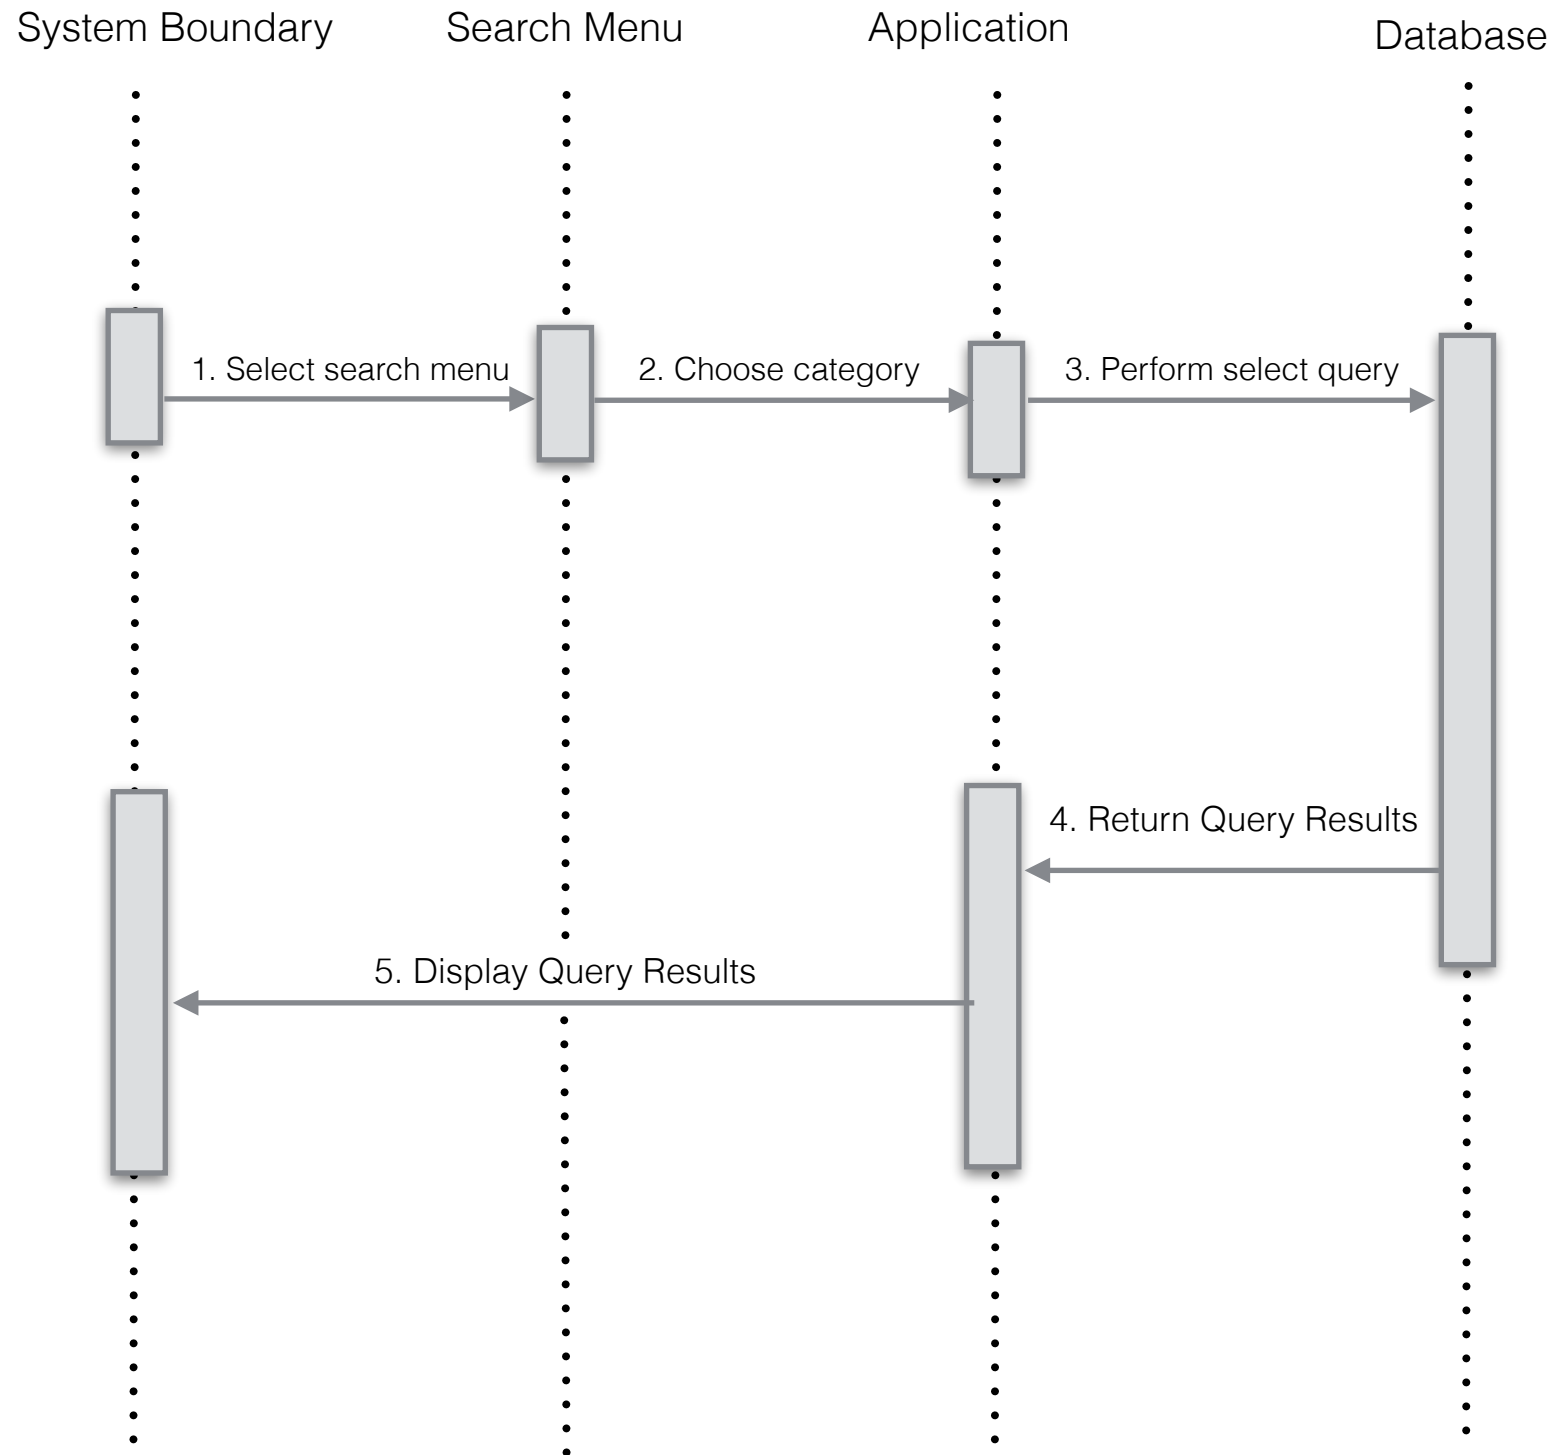 System Boundary
Search Menu
Application
Database
1. Select search menu
2. Choose category
3. Perform select query
4. Return Query Results
5. Display Query Results